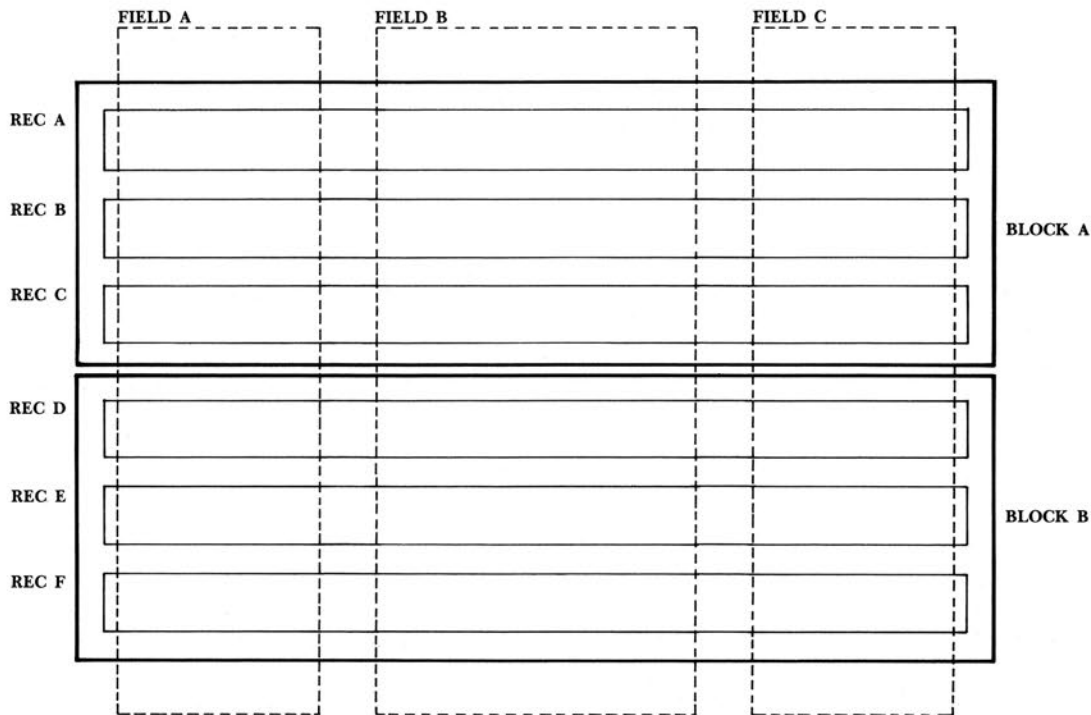 FIELD A
FIELD B
FIELD C
REC A
REC B
BLOCK A
REC C
REC D
REC E
BLOCK B
REC F